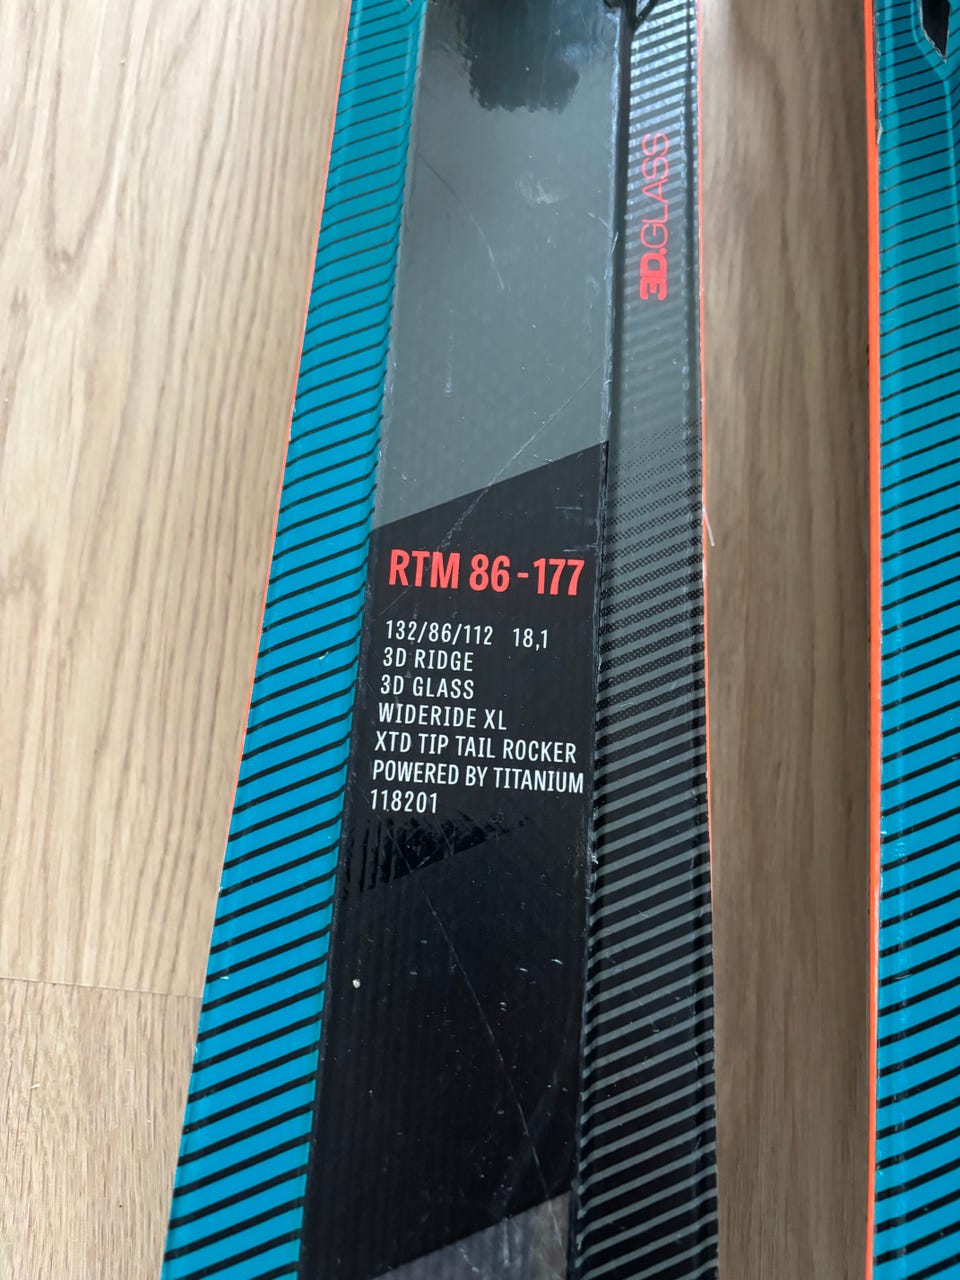 3D.GLASS
RTM 86 - 177
132/86/112 18,1
3D RIDGE
3D GLASS
WIDERIDE XL
XTD TIP TAIL ROCKER
POWERED BY TITANIUM
118201